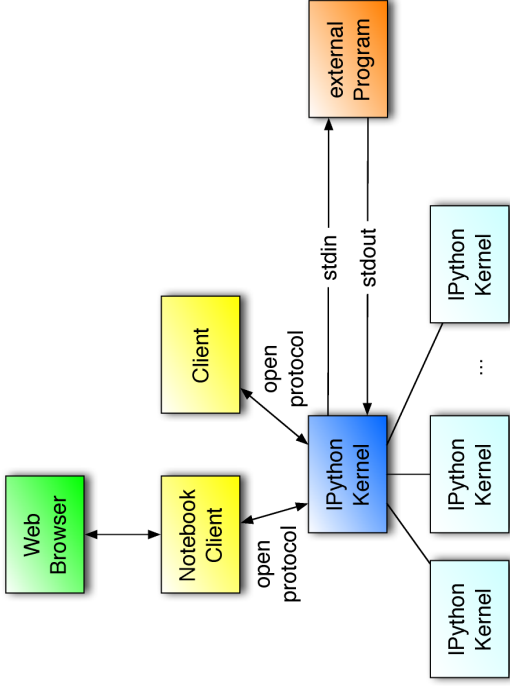 Web
Browser
Notebook
Client
Client
open
protocol
open
protocol
IPython
Kernel
stdin
stdout
external
Program
IPython
Kernel
IPython
Kernel
...
IPython
Kernel